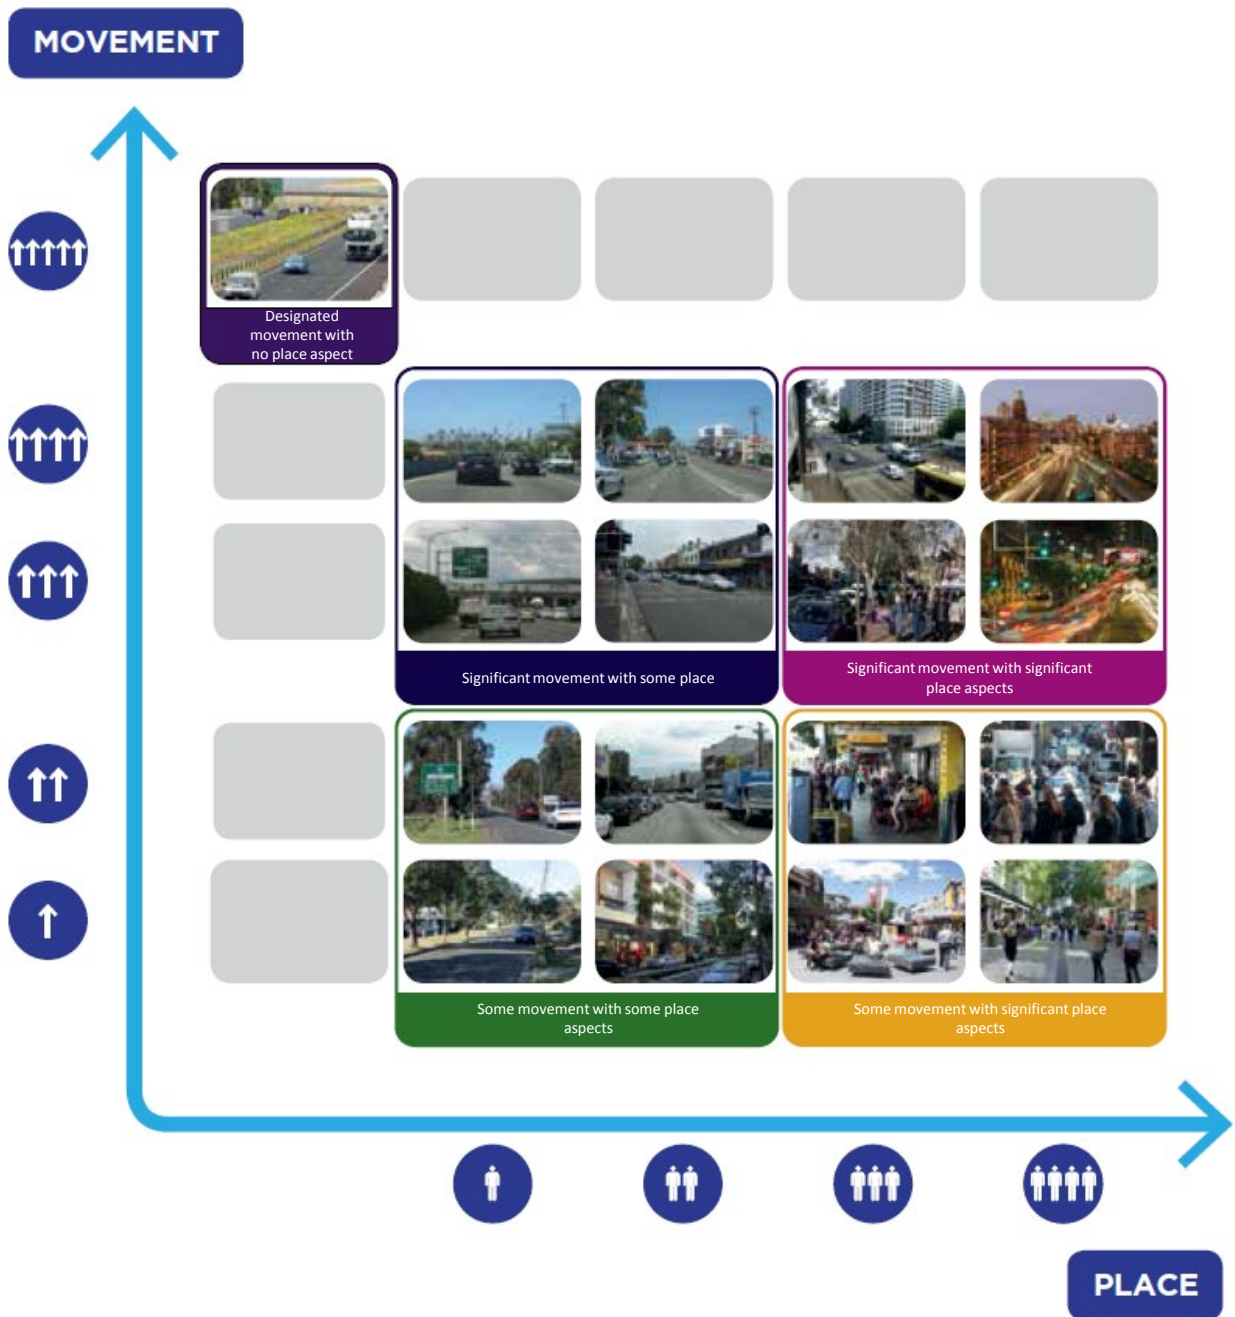 MOVEMENT
Designated
movement with
no place aspect
Significant movement with some place
Significant movement with significant
place aspects
Some movement with some place
aspects
Some movement with significant place
aspects
PLACE